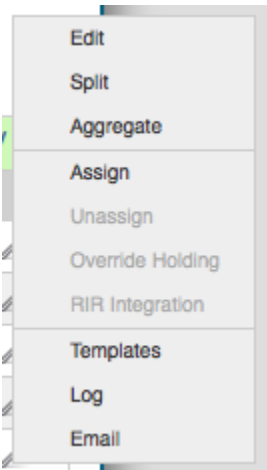 Edit
Split
Aggregate
Assign
Unassign
Override Holding
RIR Integration
Templates
Log
Email